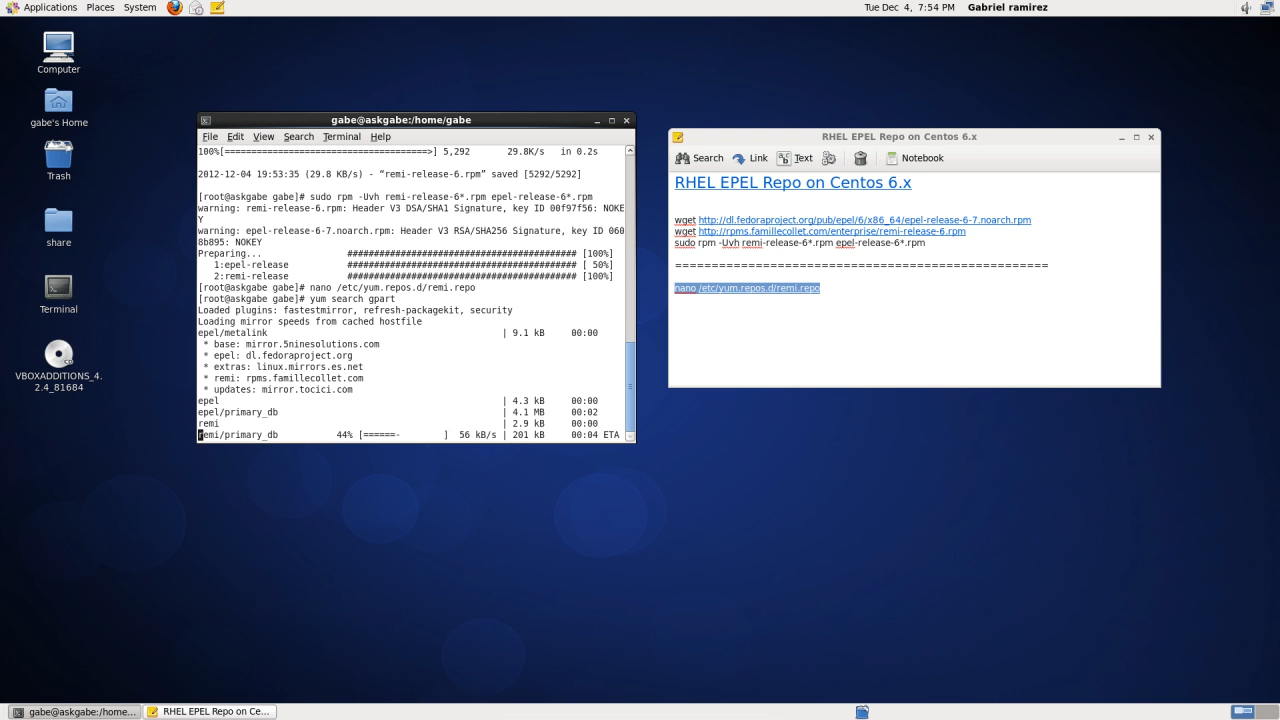 Applications Places System
Tue Dec 4, 7:54 PM Gabriel ramirez
Computer
gabe's Home
Trash
share
Terminal
VBOXADDITIONS_4.
2.4_81684
gabe@askgabe:/home/gabe
File Edit View Search Terminal Help
100%[======================================>] 5,292 29.8K/s in 0.2s
2012-12-04 19:53:35 (29.8 KB/s) - “remi-release-6.rpm” saved [5292/5292]
[root@askgabe gabe]# sudo rpm -Uvh remi-release-6*.rpm epel-release-6*.rpm
warning: remi-release-6.rpm: Header V3 DSA/SHA1 Signature, key ID 00f97f56: NOKE
Y
warning: epel-release-6-7.noarch.rpm: Header V3 RSA/SHA256 Signature, key ID 060
8b895: NOKEY
Preparing... ########################################### [100%]
1:epel-release ########################################### [ 50%]
2:remi-release ########################################### [100%]
[root@askgabe gabe]# nano /etc/yum.repos.d/remi.repo
[root@askgabe gabe]# yum search gpart
Loaded plugins: fastestmirror, refresh-packagekit, security
Loading mirror speeds from cached hostfile
epel/metalink | 9.1 kB 00:00
* base: mirror.5ninesolutions.com
* epel: dl.fedoraproject.org
* extras: linux.mirrors.es.net
* remi: rpms.famillecollet.com
* updates: mirror.tocici.com
epel | 4.3 kB 00:00
epel/primary_db | 4.1 MB 00:02
remi | 2.9 kB 00:00
remi/primary_db 44% [======- ] 56 kB/s | 201 kB 00:04 ETA
RHEL EPEL Repo on Centos 6.x
Search Link Text Notebook
RHEL EPEL Repo on Centos 6.x
wget http://dl.fedoraproject.org/pub/epel/6/x86_64/epel-release-6-7.noarch.rpm
wget http://rpms.famillecollet.com/enterprise/remi-release-6.rpm
sudo rpm -Uvh remi-release-6*.rpm epel-release-6*.rpm
===================================================
nano /etc/yum.repos.d/remi.repo
gabe@askgabe:/home... RHEL EPEL Repo on Ce...